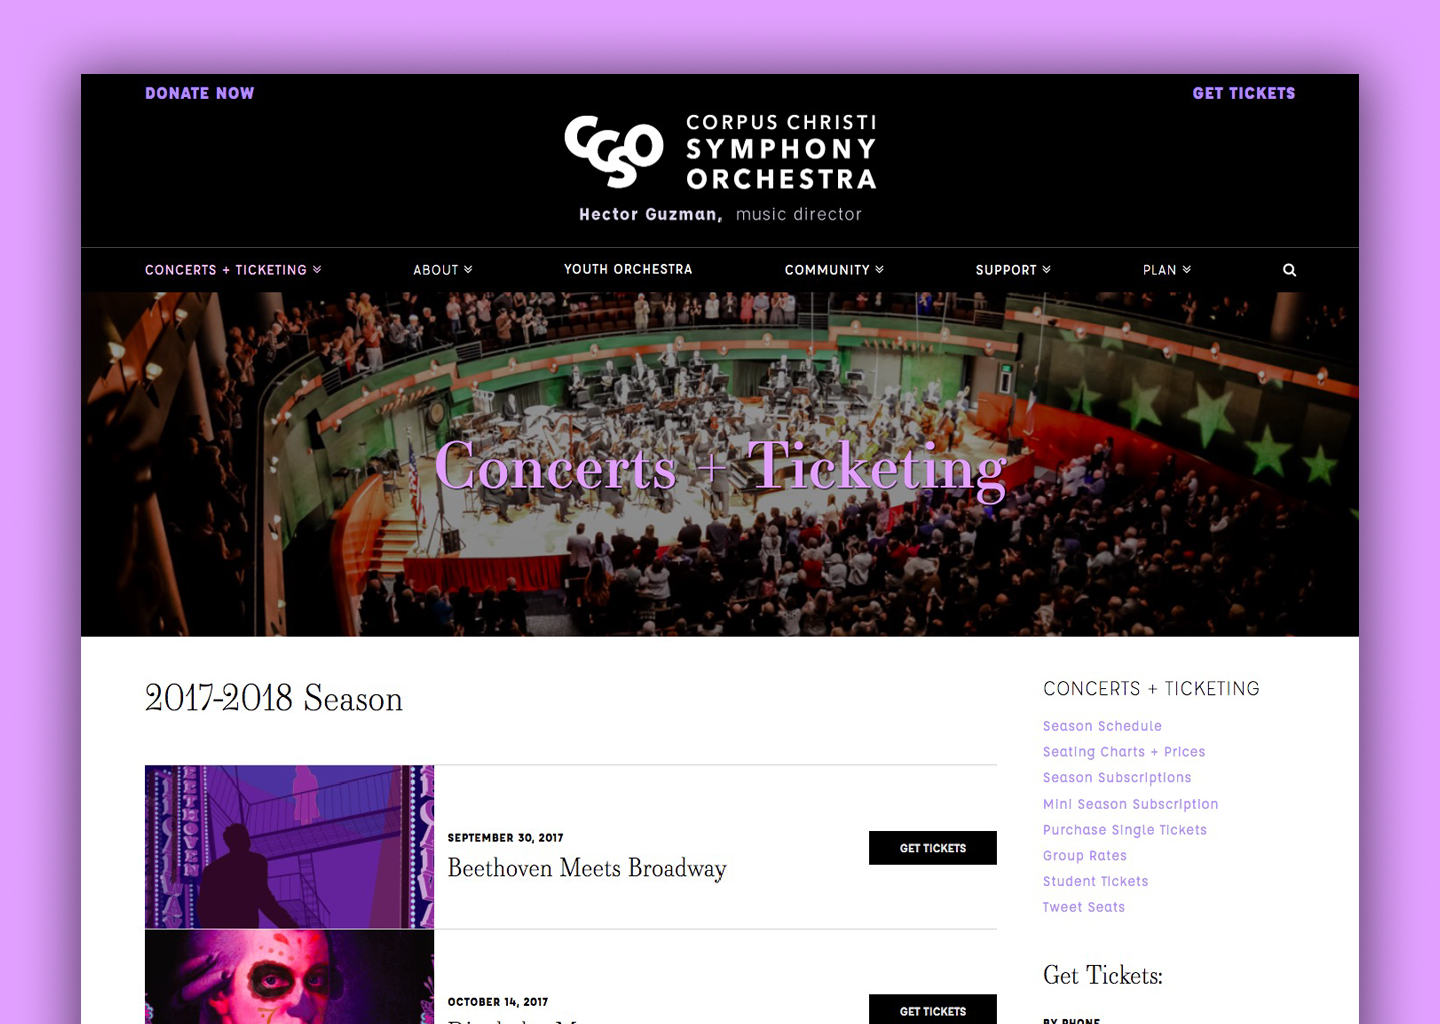 DONATE NOW
GET TICKETS
CCSO
CORPUS CHRISTI
SYMPHONY
ORCHESTRA
Hector Guzman, music director
CONCERTS + TICKETING
ABOUT
YOUTH ORCHESTRA
COMMUNITY
SUPPORT
PLAN
Concerts + Ticketing
2017-2018 Season
BEETHOVEN
SEPTEMBER 30, 2017
Beethoven Meets Broadway
GET TICKETS
OCTOBER 14, 2017
GET TICKETS
CONCERTS + TICKETING
Season Schedule
Seating Charts + Prices
Season Subscriptions
Mini Season Subscription
Purchase Single Tickets
Group Rates
Student Tickets
Tweet Seats
Get Tickets:
BY PHONE